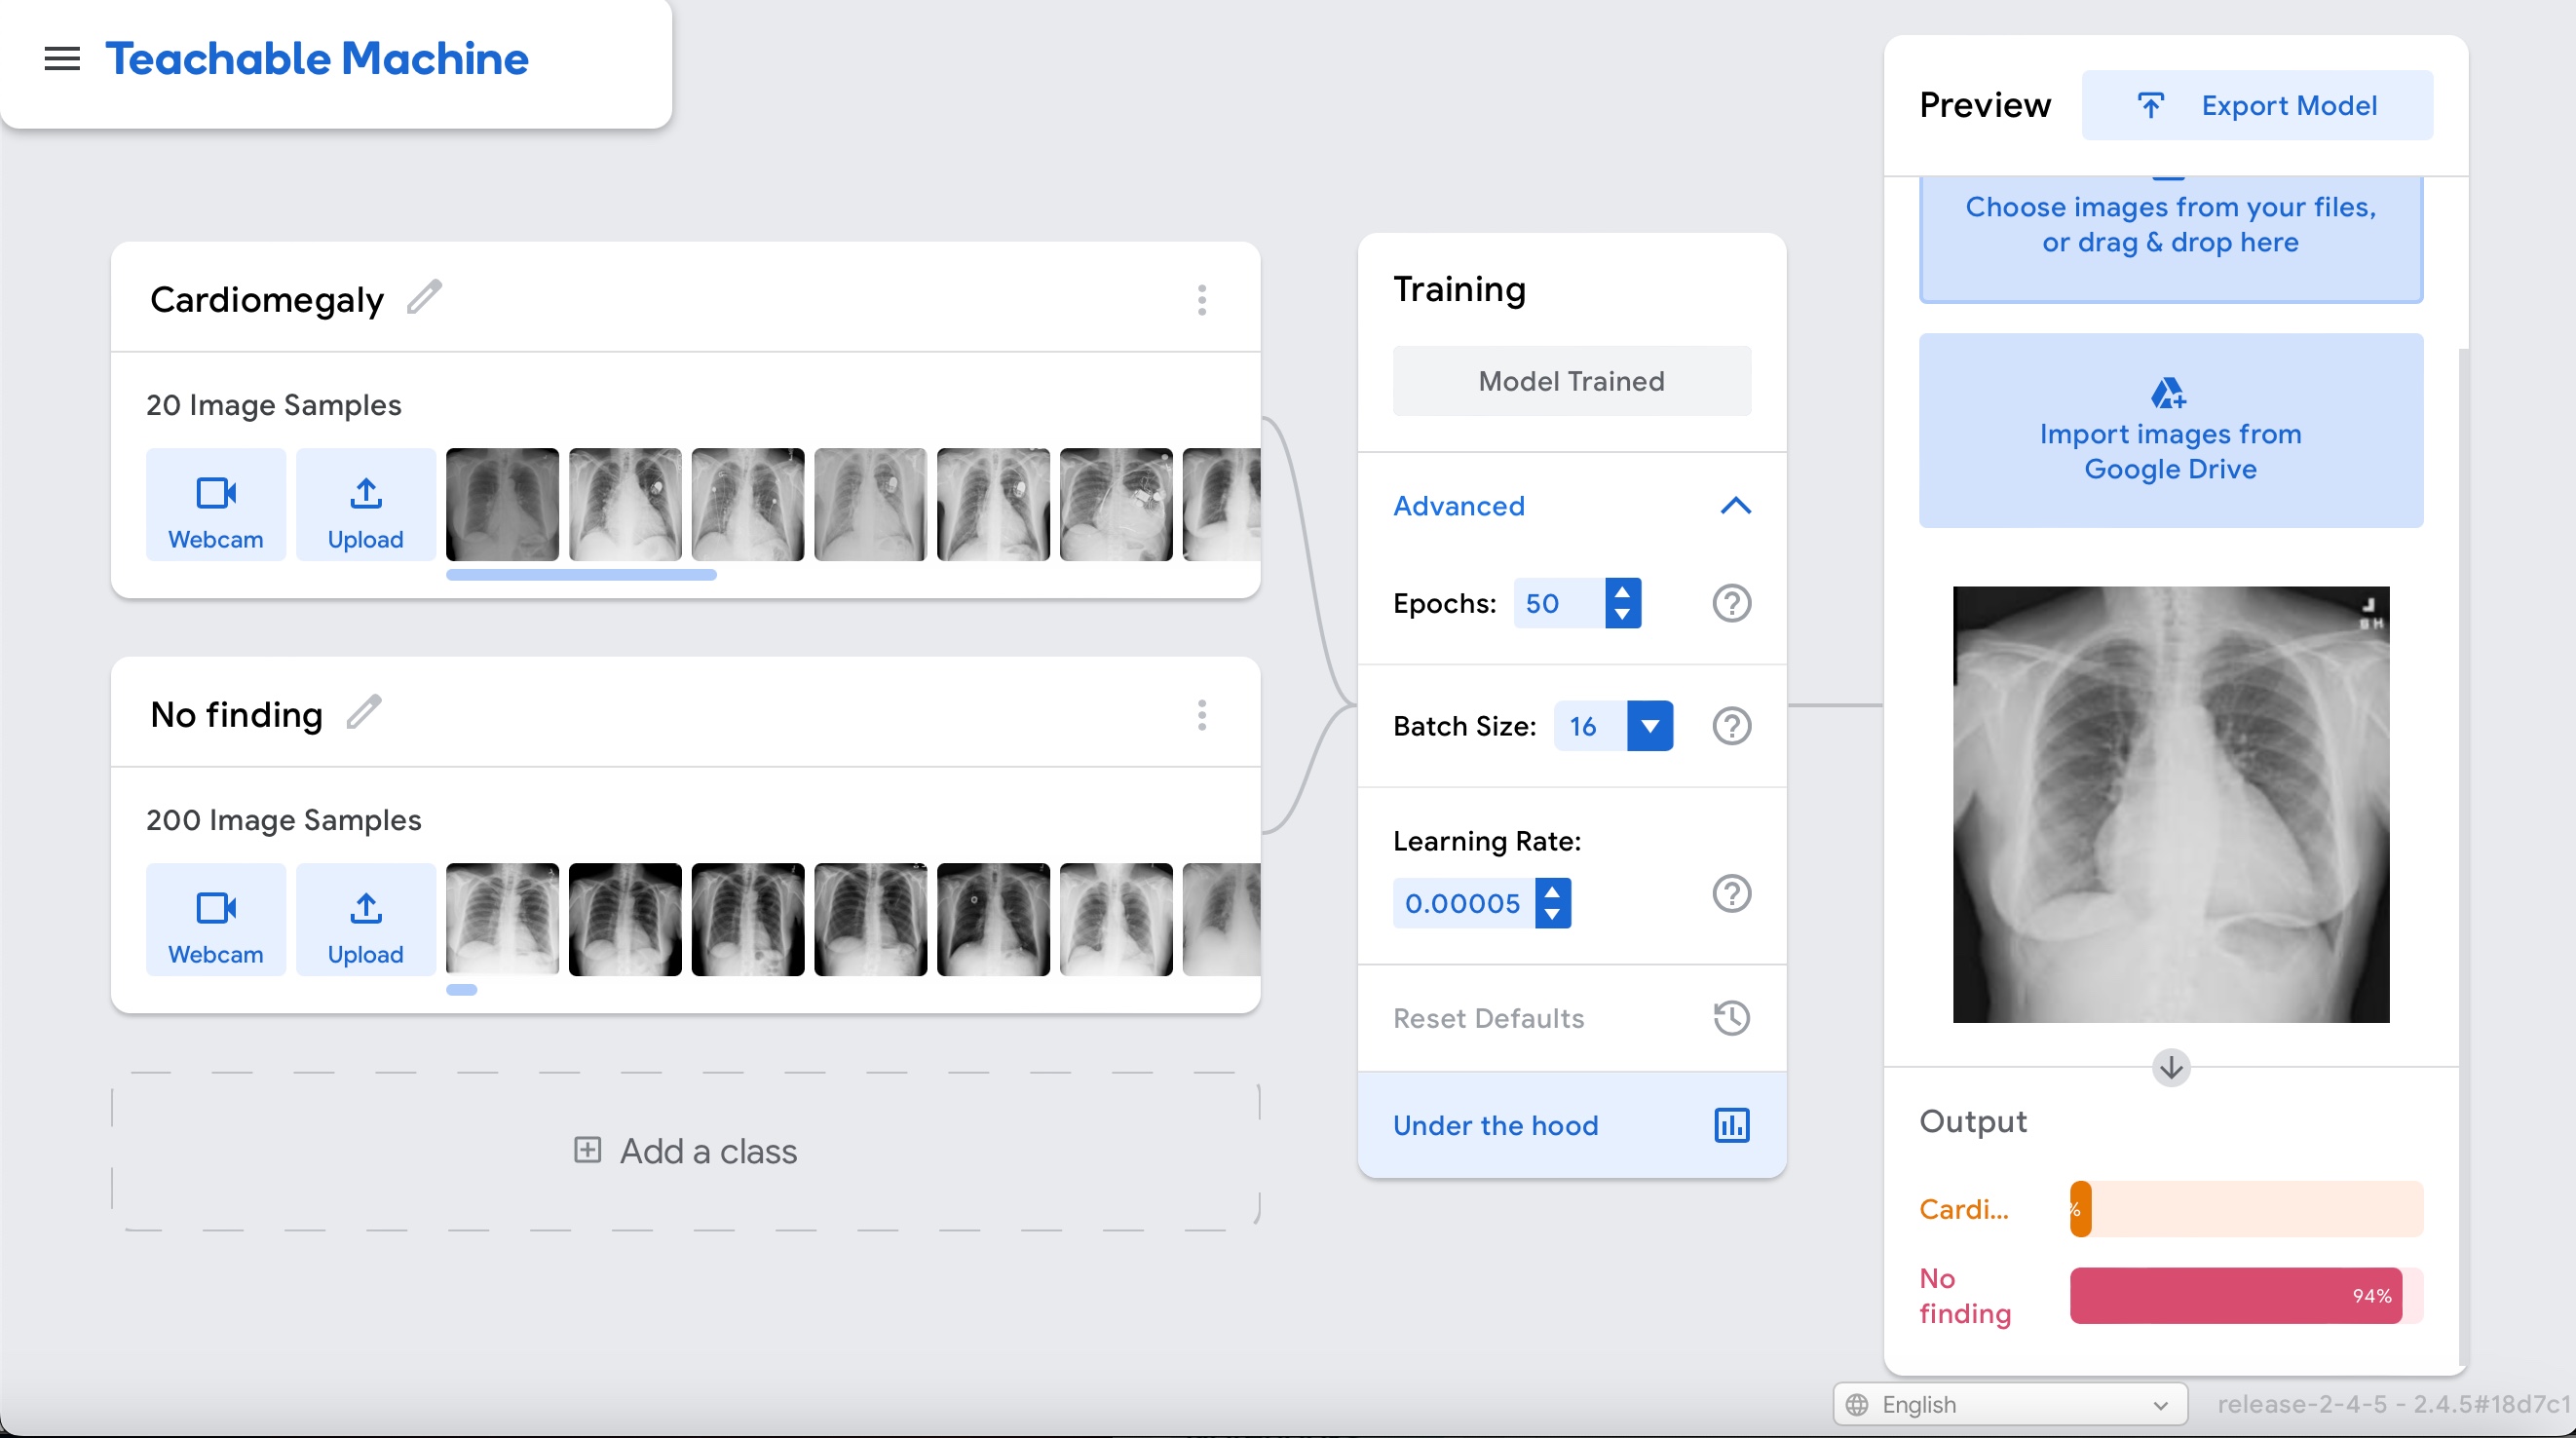 Teachable Machine
Cardiomegaly
20 Image Samples
Webcam
Upload
No finding
200 Image Samples
Webcam
Upload
Add a class
Training
Model Trained
Advanced
Epochs:
50
Batch Size:
16
Learning Rate:
0.00005
Reset Defaults
Under the hood
Preview
Export Model
Choose images from your files,
or drag & drop here
Import images from
Google Drive
Output
Cardi...
%
No
finding
94%
English
release-2-4-5 - 2.4.5#18d7c1